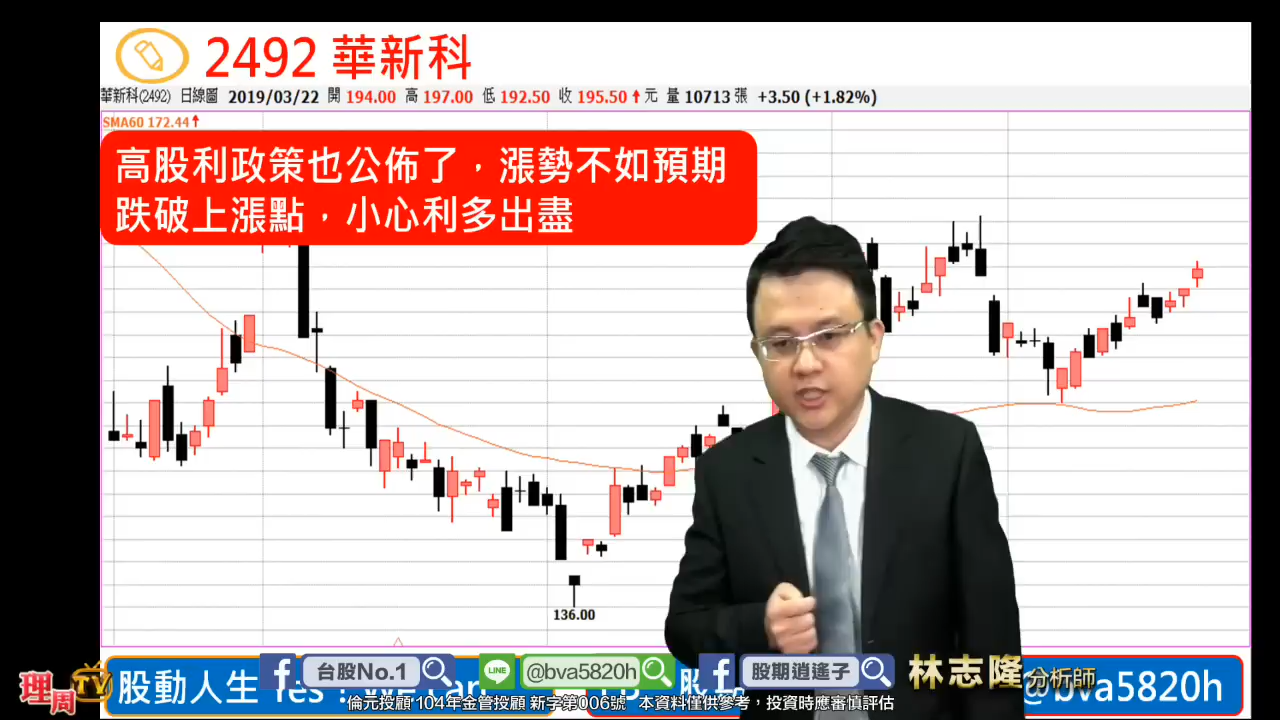 2492 華新科
華新科(2492) 日線圖 2019/03/22 開 194.00 高 197.00 低 192.50 收 195.50↑元 量 10713 張 +3.50 (+1.82%)
SMA60 172.44↑
高股利政策也公佈了，漲勢不如預期
跌破上漲點，小心利多出盡
136.00
理周TV
股動人生 Yes
台股No.1
LINE
@bva5820h
股期逍遙子
林志隆 分析師
@bva5820h
倫元投顧 104年金管投顧 新字第006號 本資料僅供參考，投資時應審慎評估